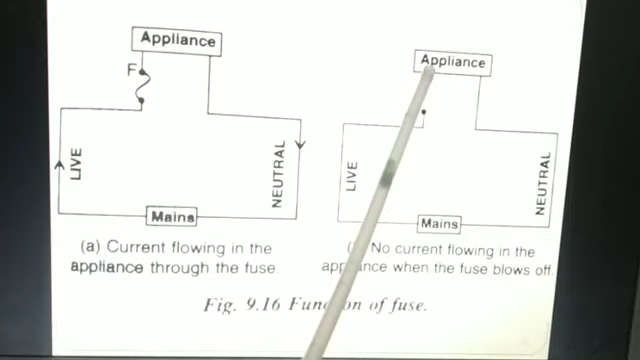 Appliance
F
LIVE
NEUTRAL
Mains
(a) Current flowing in the
appliance through the fuse.
Appliance
LIVE
NEUTRAL
Mains
No current flowing in the
when the fuse blows off.
Fig. 9.16 of fuse.